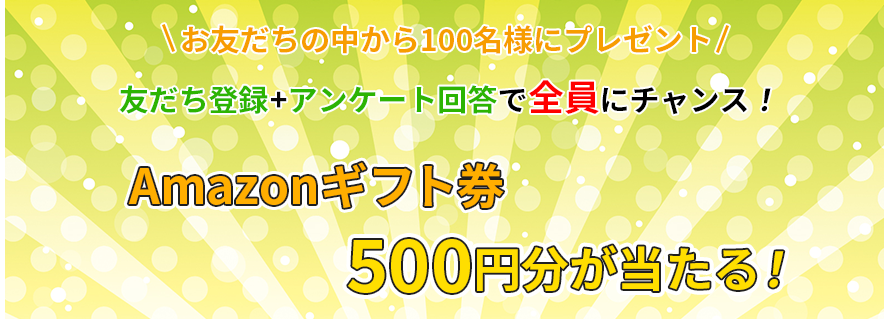 \お友だちの中から100名様にプレゼント/
友だち登録+アンケート回答で全員にチャンス！
Amazonギフト券
500円分が当たる！